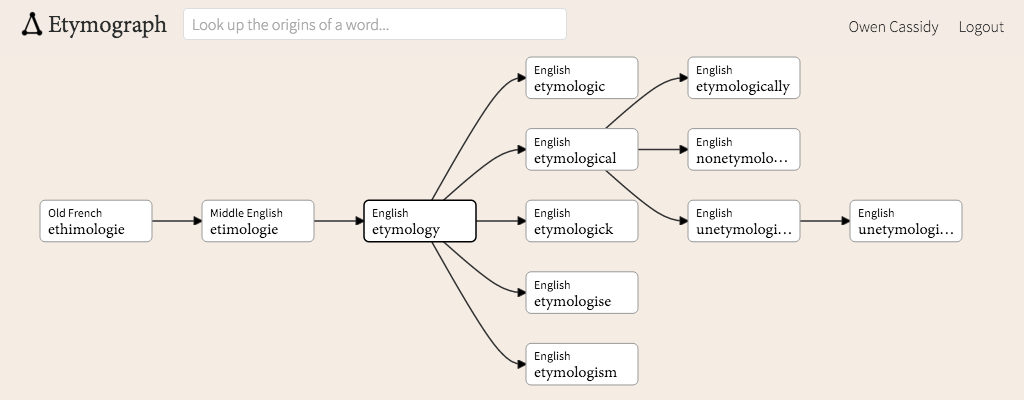 Etymograph
Look up the origins of a word...
Owen Cassidy
Logout
English
etymologic
English
etymologically
English
etymological
English
nonetymolo...
Old French
ethimologie
Middle English
etimologie
English
etymology
English
etymologick
English
unetymologi...
English
unetymologi...
English
etymologise
English
etymologism